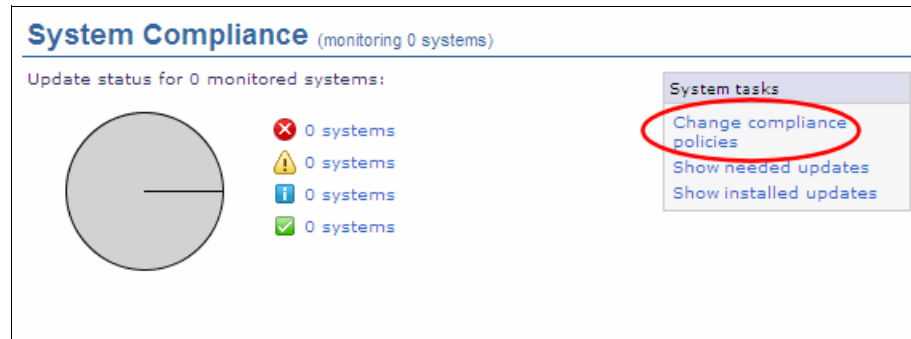 System Compliance (monitoring 0 systems)
Update status for 0 monitored systems:
0 systems
0 systems
0 systems
0 systems
System tasks
Change compliance
policies
Show needed updates
Show installed updates